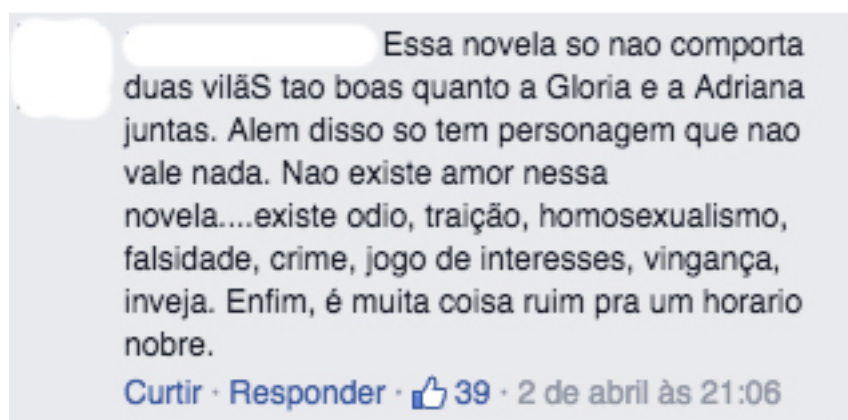 Essa novela so nao comporta
duas vilãS tao boas quanto a Gloria e a Adriana
juntas. Alem disso so tem personagem que nao
vale nada. Nao existe amor nessa
novela....existe odio, traição, homosexualismo,
falsidade, crime, jogo de interesses, vingança,
inveja. Enfim, é muita coisa ruim pra um horario
nobre.
Curtir · Responder · 39 · 2 de abril às 21:06